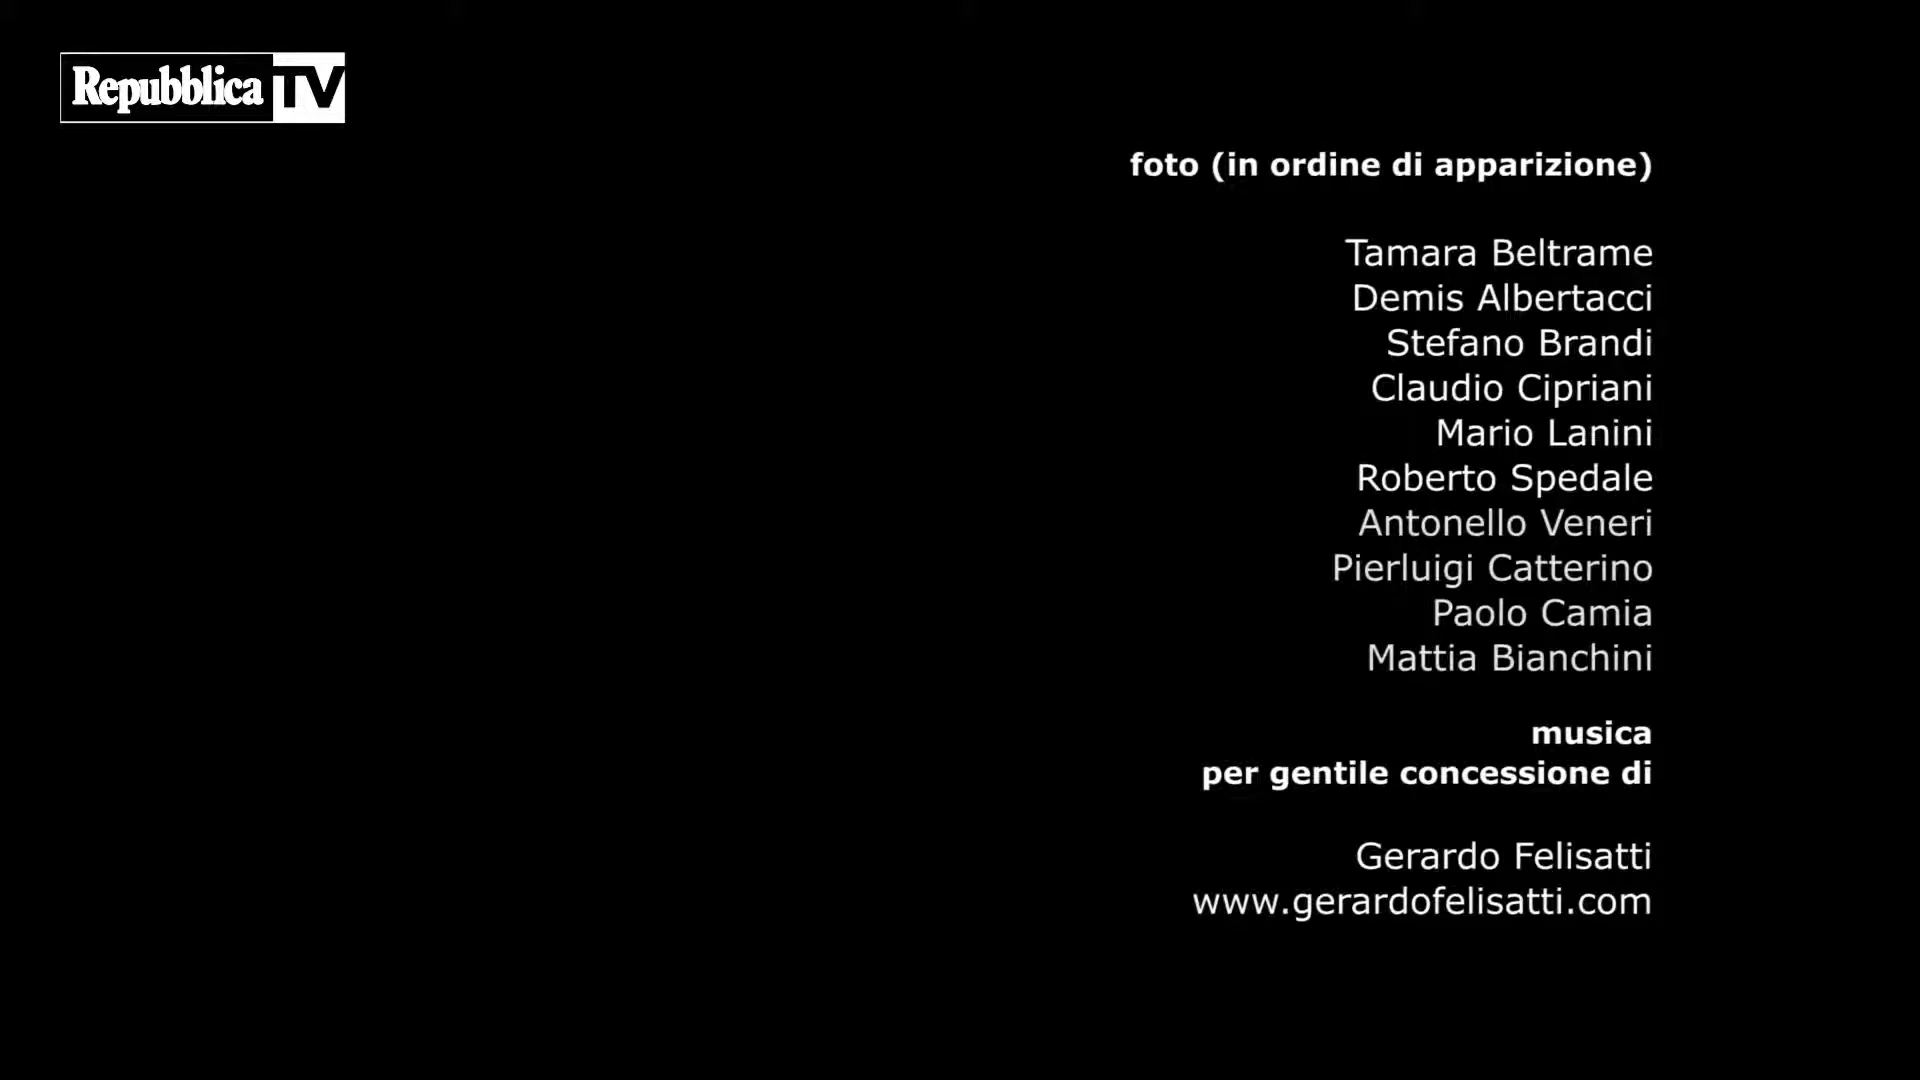 Repubblica TV
foto (in ordine di apparizione)
Tamara Beltrame
Demis Albertacci
Stefano Brandi
Claudio Cipriani
Mario Lanini
Roberto Spedale
Antonello Veneri
Pierluigi Catterino
Paolo Camia
Mattia Bianchini
musica
per gentile concessione di
Gerardo Felisatti
www.gerardofelisatti.com